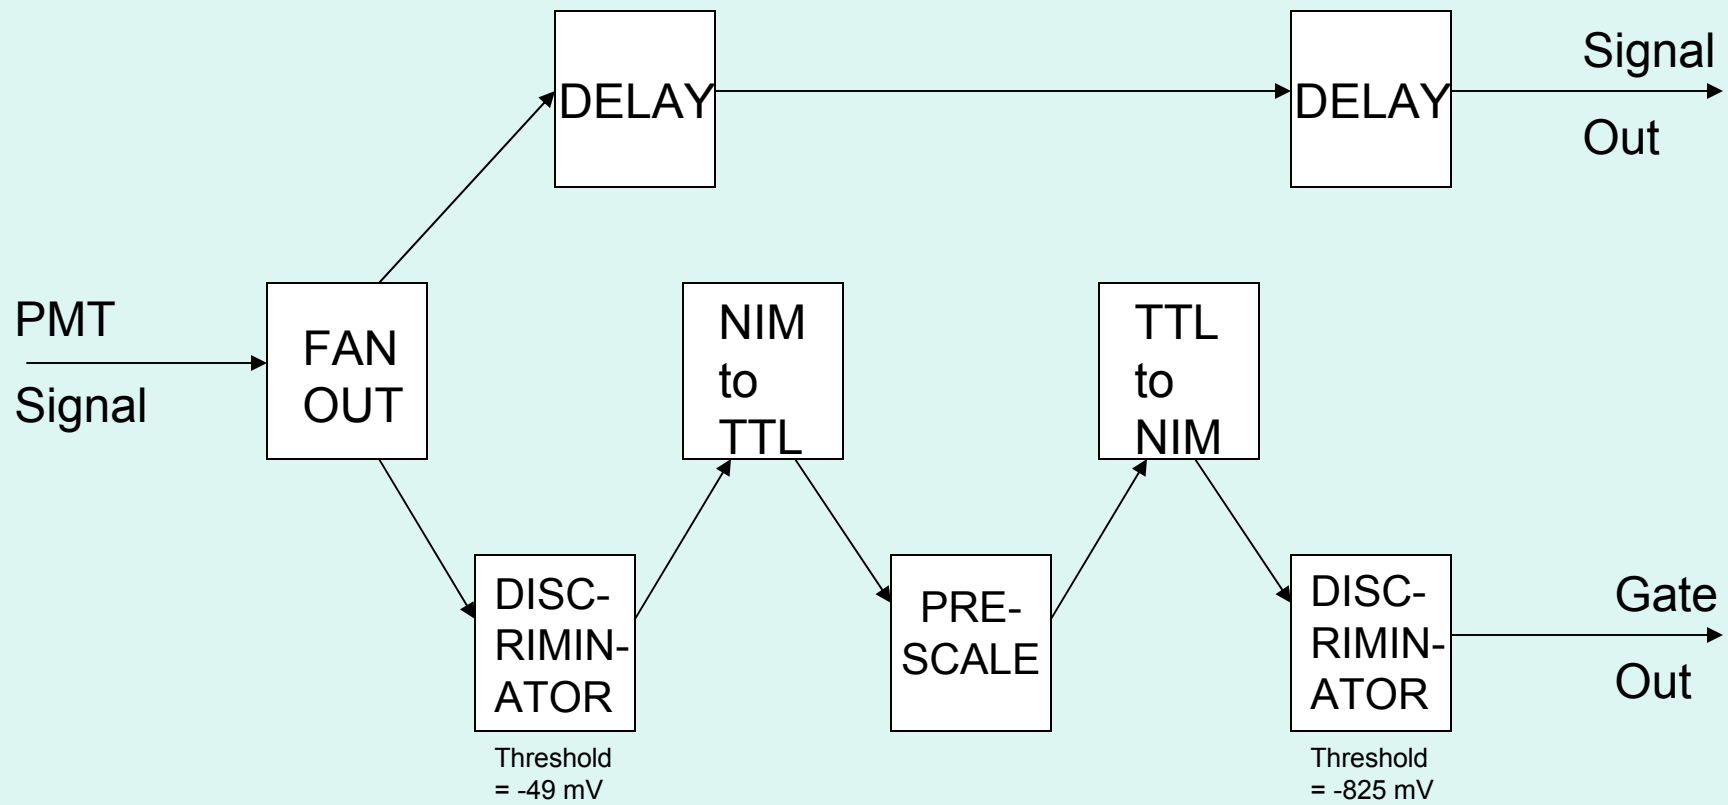 DELAY
DELAY
Signal
Out
PMT
Signal
FAN
OUT
NIM
to
TTL
TTL
to
NIM
DISC-
RIMIN-
ATOR
PRE-
SCALE
DISC-
RIMIN-
ATOR
Gate
Out
Threshold
= -49 mV
Threshold
= -825 mV